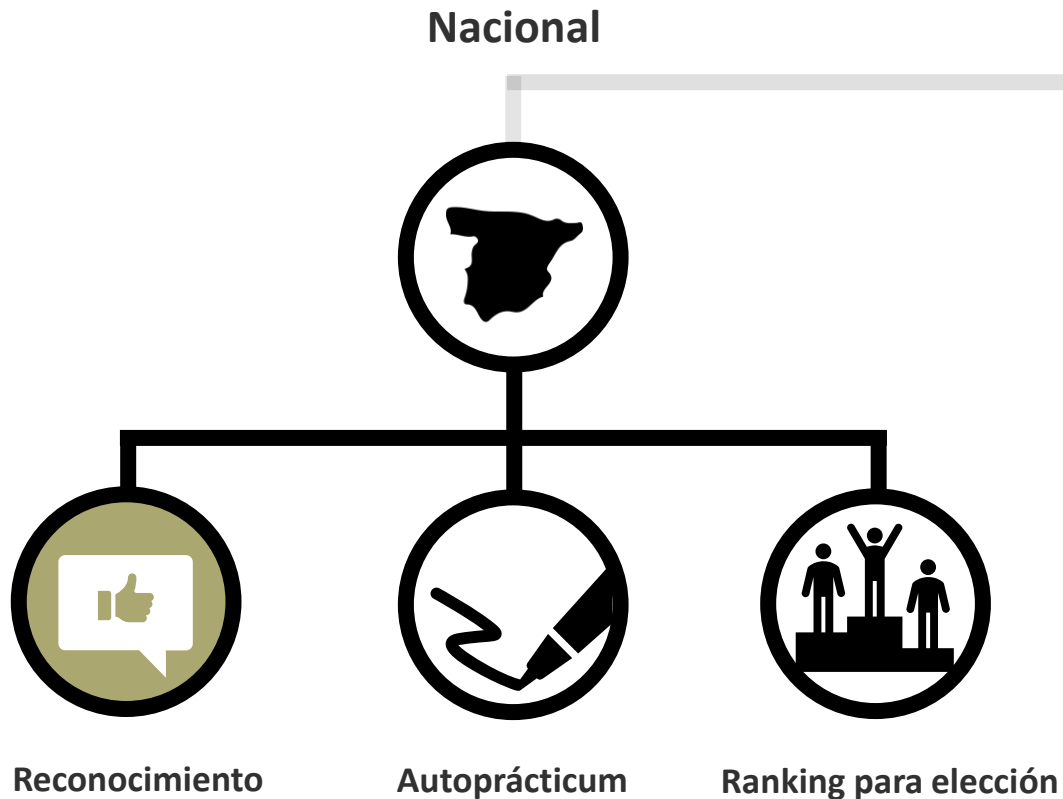 Nacional
Reconocimiento
Autoprácticum
Ranking para elección